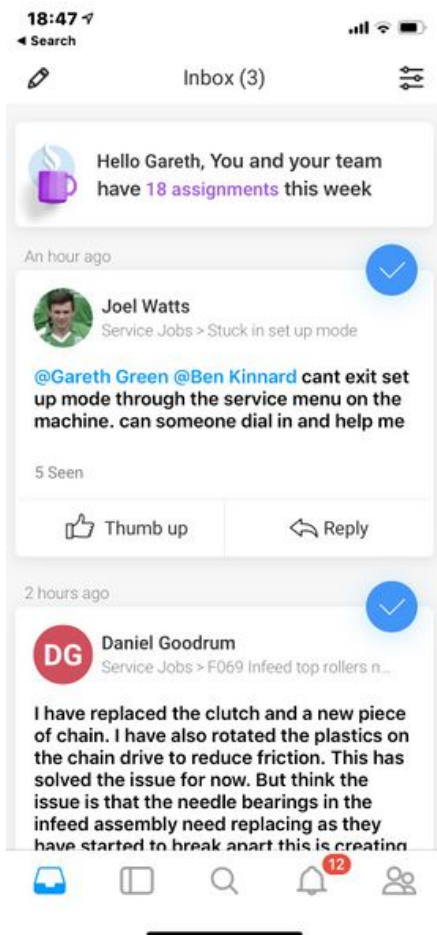 18:47
Search
Inbox (3)
Hello Gareth, You and your team
have 18 assignments this week
An hour ago
Joel Watts
Service Jobs > Stuck in set up mode
@Gareth Green @Ben Kinnard cant exit set
up mode through the service menu on the
machine. can someone dial in and help me
5 Seen
Thumb up
Reply
2 hours ago
DG
Daniel Goodrum
Service Jobs > F069 Infeed top rollers n...
I have replaced the clutch and a new piece
of chain. I have also rotated the plastics on
the chain drive to reduce friction. This has
solved the issue for now. But think the
issue is that the needle bearings in the
infeed assembly need replacing as they
have started to break apart this is creating
12